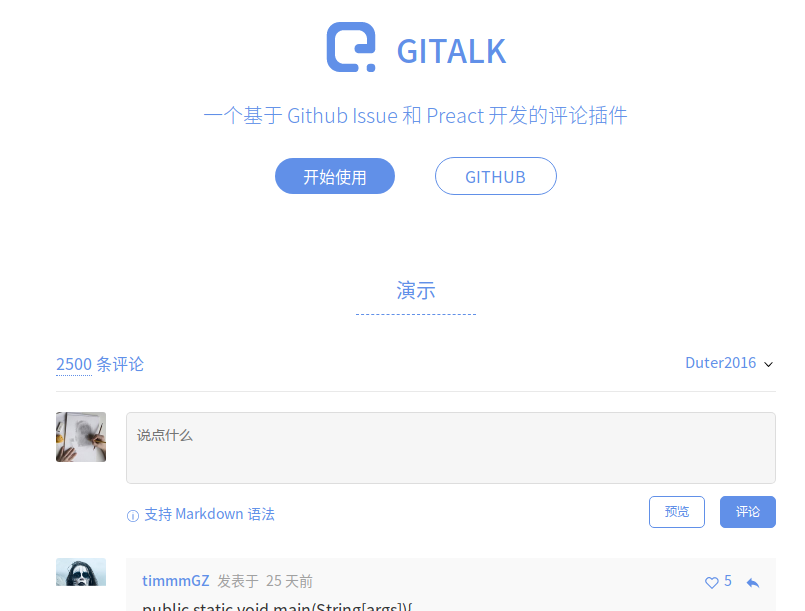 GITALK
一个基于 Github Issue 和 Preact 开发的评论插件
开始使用
GITHUB
演示
2500 条评论
Duter2016
说点什么
支持 Markdown 语法
预览
评论
timmmGZ 发表于 25 天前
5
public static void main(String[args]){